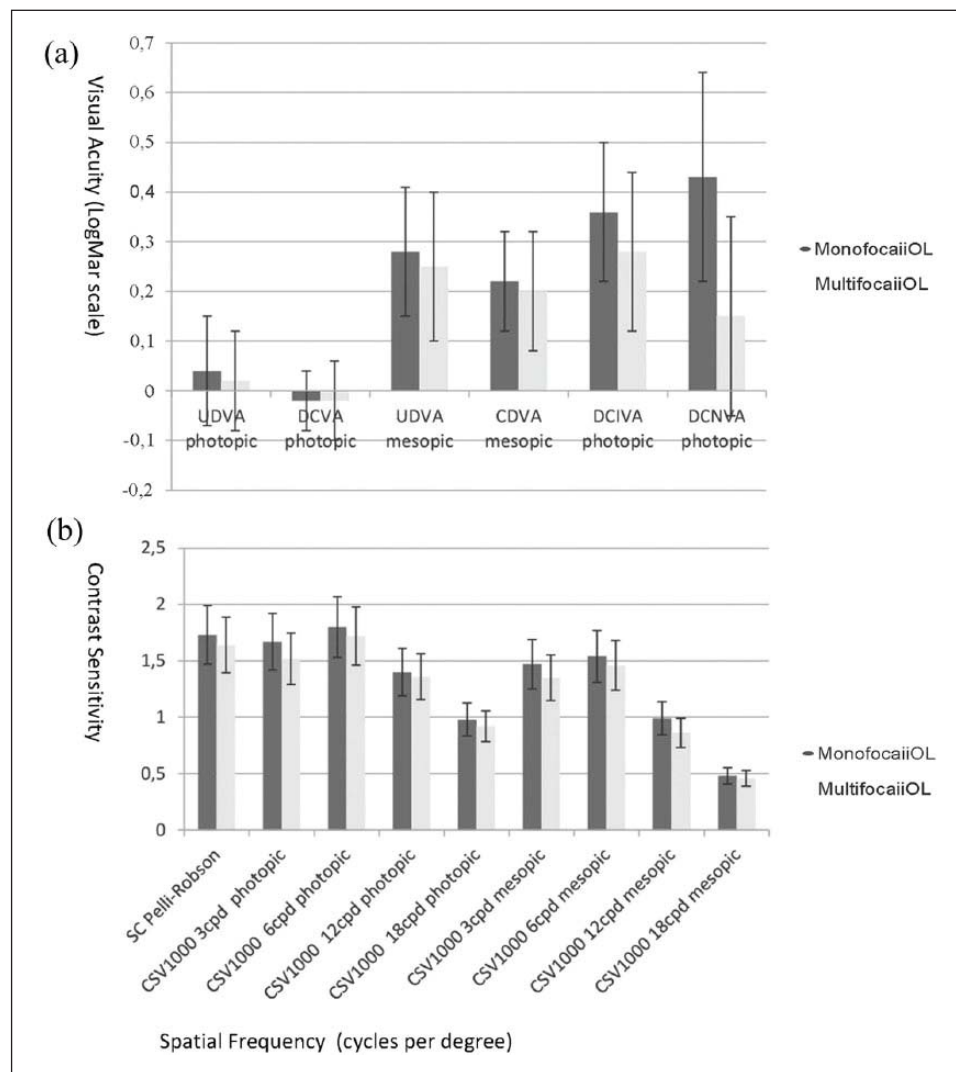 (a)
Visual Acuity (LogMar scale)
0,7
0,6
0,5
0,4
0,3
0,2
0,1
0
-0,1
-0,2
UDVA
photopic
DCVA
photopic
UDVA
mesopic
CDVA
mesopic
DCIVA
photopic
DCNVA
photopic
MonofocaiiOL
MultifocaiiOL
(b)
Contrast Sensitivity
2,5
2
1,5
1
0,5
0
SC Pelli-Robson
CSV1000 3cpd photopic
CSV1000 6cpd photopic
CSV1000 12cpd photopic
CSV1000 18cpd photopic
CSV1000 3cpd mesopic
CSV1000 6cpd mesopic
CSV1000 12cpd mesopic
CSV1000 18cpd mesopic
MonofocaiiOL
MultifocaiiOL
Spatial Frequency (cycles per degree)